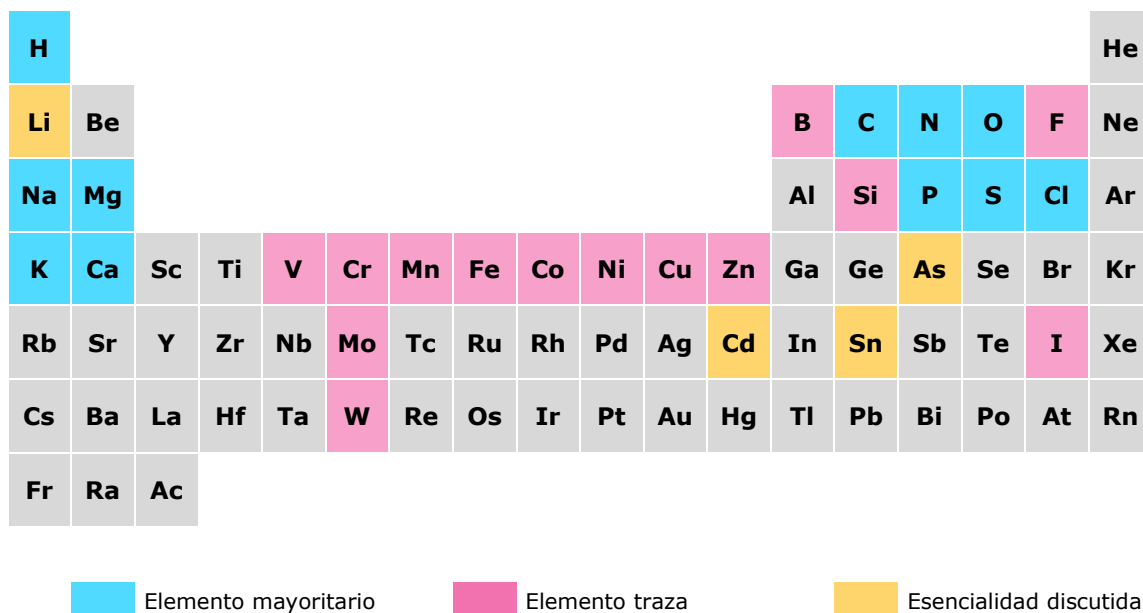 H He
Li Be B C N O F Ne
Na Mg Al Si P S Cl Ar
K Ca Sc Ti V Cr Mn Fe Co Ni Cu Zn Ga Ge As Se Br Kr
Rb Sr Y Zr Nb Mo Tc Ru Rh Pd Ag Cd In Sn Sb Te I Xe
Cs Ba La Hf Ta W Re Os Ir Pt Au Hg Tl Pb Bi Po At Rn
Fr Ra Ac
Elemento mayoritario Elemento traza Esencialidad discutida